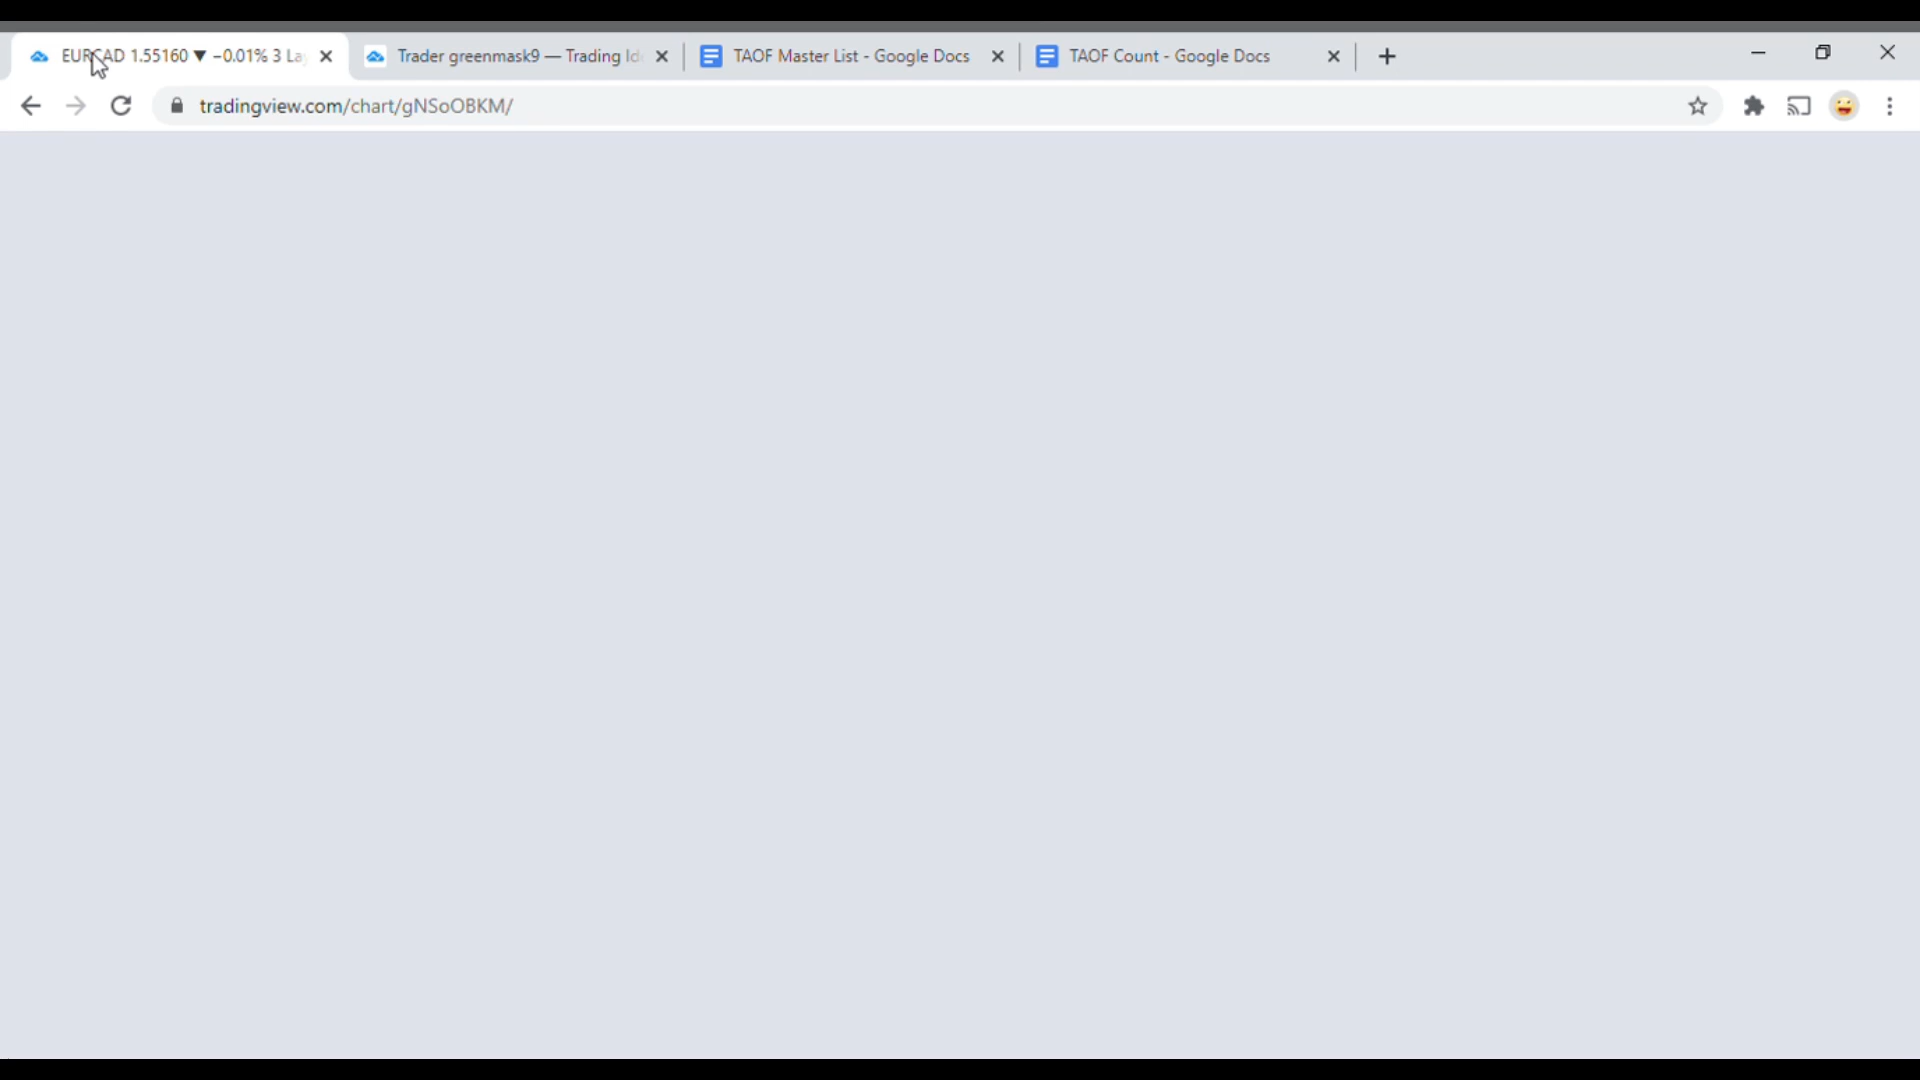 EURCAD 1.55160 ▼ −0.01% 3 La
Trader greenmask9 — Trading Id
TAOF Master List - Google Docs
TAOF Count - Google Docs
tradingview.com/chart/gNSoOBKM/